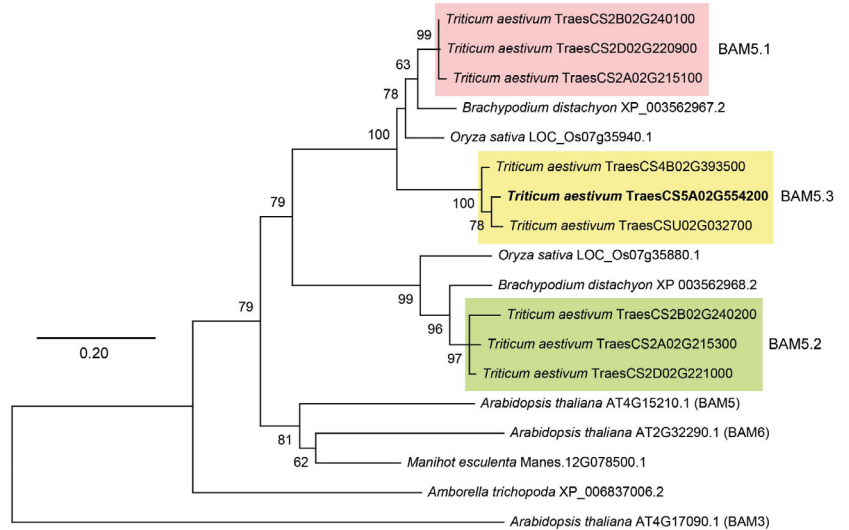 Triticum aestivum TraesCS2B02G240100
99
Triticum aestivum TraesCS2D02G220900
BAM5.1
63
Triticum aestivum TraesCS2A02G215100
78
Brachypodium distachyon XP_003562967.2
100
Oryza sativa LOC_Os07g35940.1
Triticum aestivum TraesCS4B02G393500
79
100
Triticum aestivum TraesCS5A02G554200
BAM5.3
78
Triticum aestivum TraesCSU02G032700
Oryza sativa LOC_Os07g35880.1
99
Brachypodium distachyon XP 003562968.2
79
96
Triticum aestivum TraesCS2B02G240200
0.20
97
Triticum aestivum TraesCS2A02G215300
BAM5.2
Triticum aestivum TraesCS2D02G221000
Arabidopsis thaliana AT4G15210.1 (BAM5)
81
Arabidopsis thaliana AT2G32290.1 (BAM6)
62
Manihot esculenta Manes.12G078500.1
Amborella trichopoda XP_006837006.2
Arabidopsis thaliana AT4G17090.1 (BAM3)